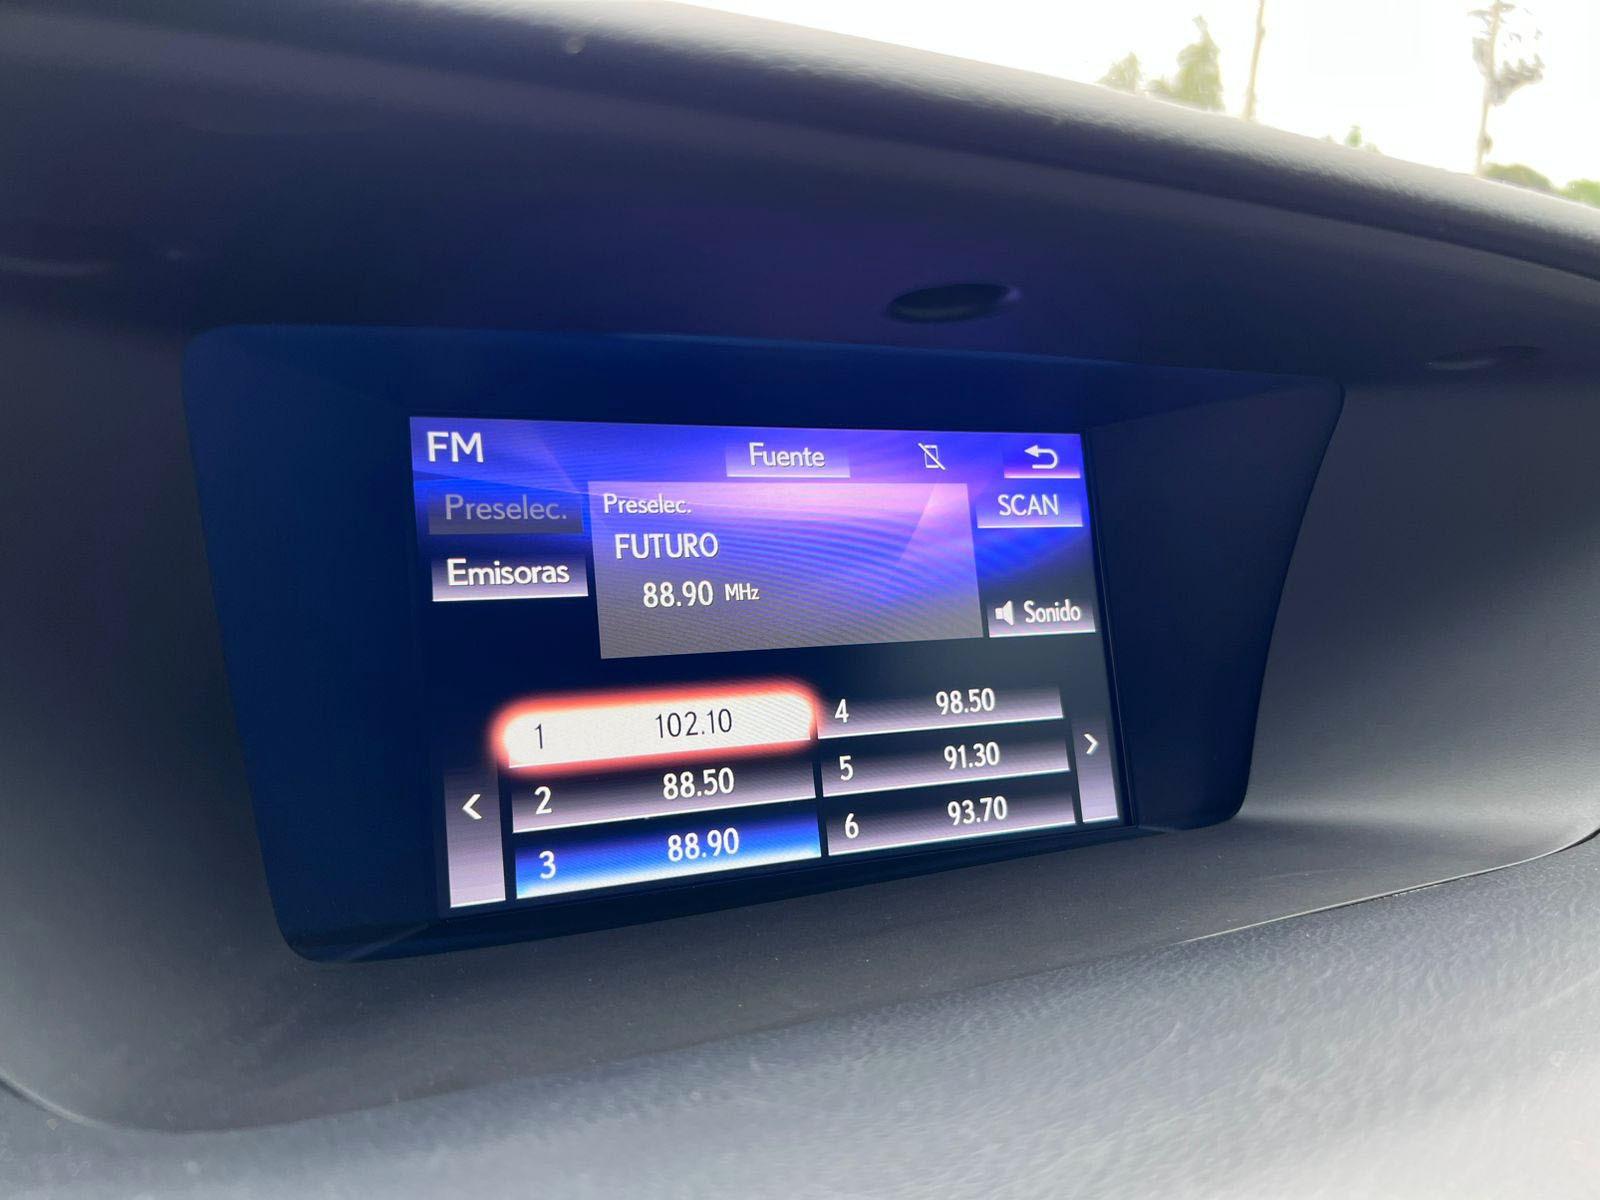 FM
Fuente
Preselec.
Emisoras
Preselec.
FUTURO
88.90 MHz
SCAN
Sonido
1 102.10
2 88.50
3 88.90
4 98.50
5 91.30
6 93.70